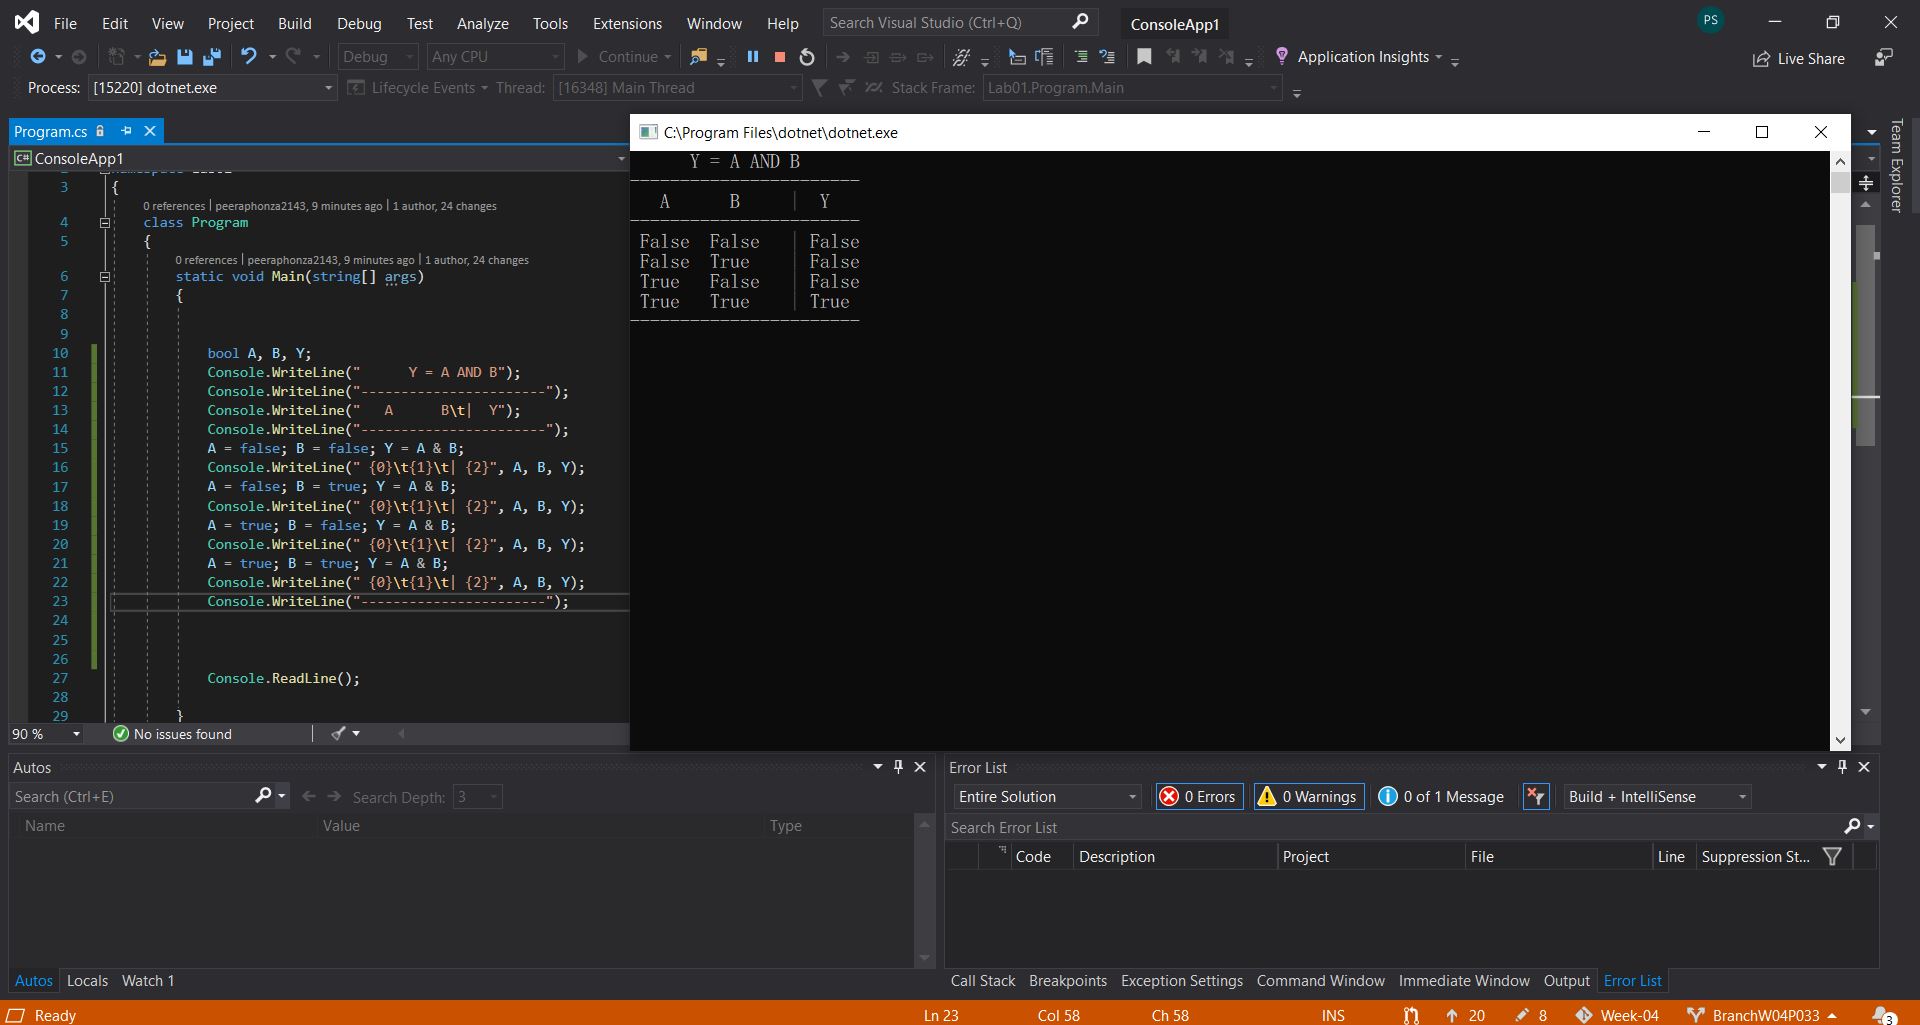 File Edit View Project Build Debug Test Analyze Tools Extensions Window Help Search Visual Studio (Ctrl+Q) ConsoleApp1 PS
Debug Any CPU Continue Application Insights Live Share
Process: [15220] dotnet.exe Lifecycle Events Thread: [16348] Main Thread Stack Frame: Lab01.Program.Main
Program.cs
ConsoleApp1
3 {
0 references | peeraphonza2143, 9 minutes ago | 1 author, 24 changes
4 class Program
5 {
0 references | peeraphonza2143, 9 minutes ago | 1 author, 24 changes
6 static void Main(string[] args)
7 {
8
9
10 bool A, B, Y;
11 Console.WriteLine("      Y = A AND B");
12 Console.WriteLine("-----------------------");
13 Console.WriteLine("   A      B\t|  Y");
14 Console.WriteLine("-----------------------");
15 A = false; B = false; Y = A & B;
16 Console.WriteLine(" {0}\t{1}\t| {2}", A, B, Y);
17 A = false; B = true; Y = A & B;
18 Console.WriteLine(" {0}\t{1}\t| {2}", A, B, Y);
19 A = true; B = false; Y = A & B;
20 Console.WriteLine(" {0}\t{1}\t| {2}", A, B, Y);
21 A = true; B = true; Y = A & B;
22 Console.WriteLine(" {0}\t{1}\t| {2}", A, B, Y);
23 Console.WriteLine("-----------------------");
24
25
26
27 Console.ReadLine();
28
29 }
90 % No issues found
C:\Program Files\dotnet\dotnet.exe
Y = A AND B
-----------------------
A B | Y
-----------------------
False False | False
False True | False
True False | False
True True | True
-----------------------
Team Explorer
Autos
Search (Ctrl+E) Search Depth: 3
Name Value Type
Autos Locals Watch 1
Error List
Entire Solution 0 Errors 0 Warnings 0 of 1 Message Build + IntelliSense
Search Error List
Code Description Project File Line Suppression St...
Call Stack Breakpoints Exception Settings Command Window Immediate Window Output Error List
Ready Ln 23 Col 58 Ch 58 INS 20 8 Week-04 BranchW04P033 3